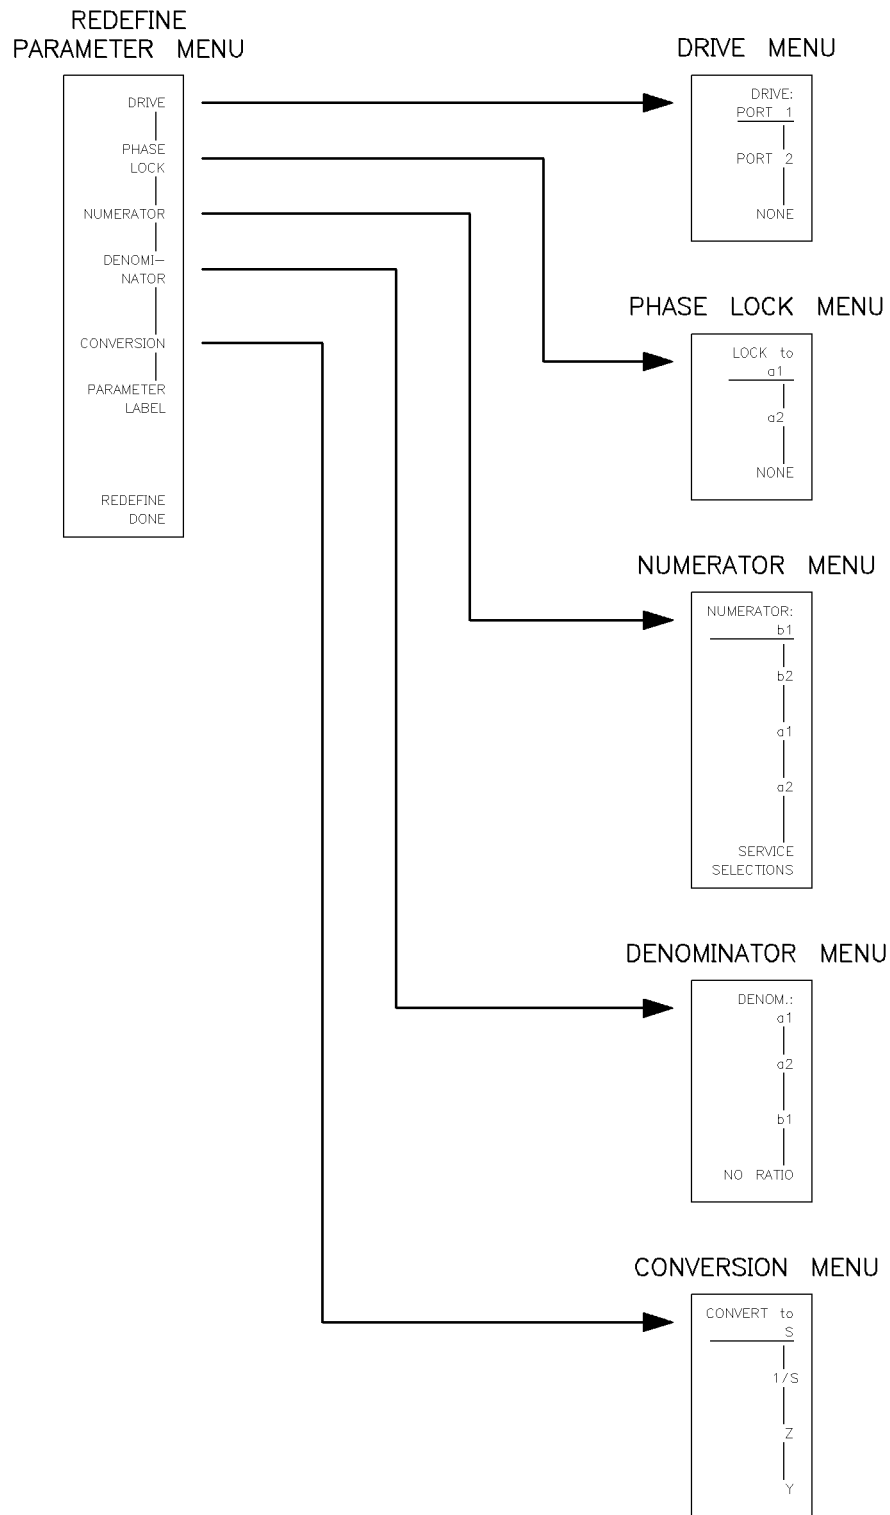 REDEFINE
PARAMETER MENU
DRIVE
PHASE
LOCK
NUMERATOR
DENOMI-
NATOR
CONVERSION
PARAMETER
LABEL
REDEFINE
DONE
DRIVE MENU
DRIVE:
PORT 1
PORT 2
NONE
PHASE LOCK MENU
LOCK to
a1
a2
NONE
NUMERATOR MENU
NUMERATOR:
b1
b2
a1
a2
SERVICE
SELECTIONS
DENOMINATOR MENU
DENOM.:
a1
a2
b1
NO RATIO
CONVERSION MENU
CONVERT to
S
1/S
Z
Y